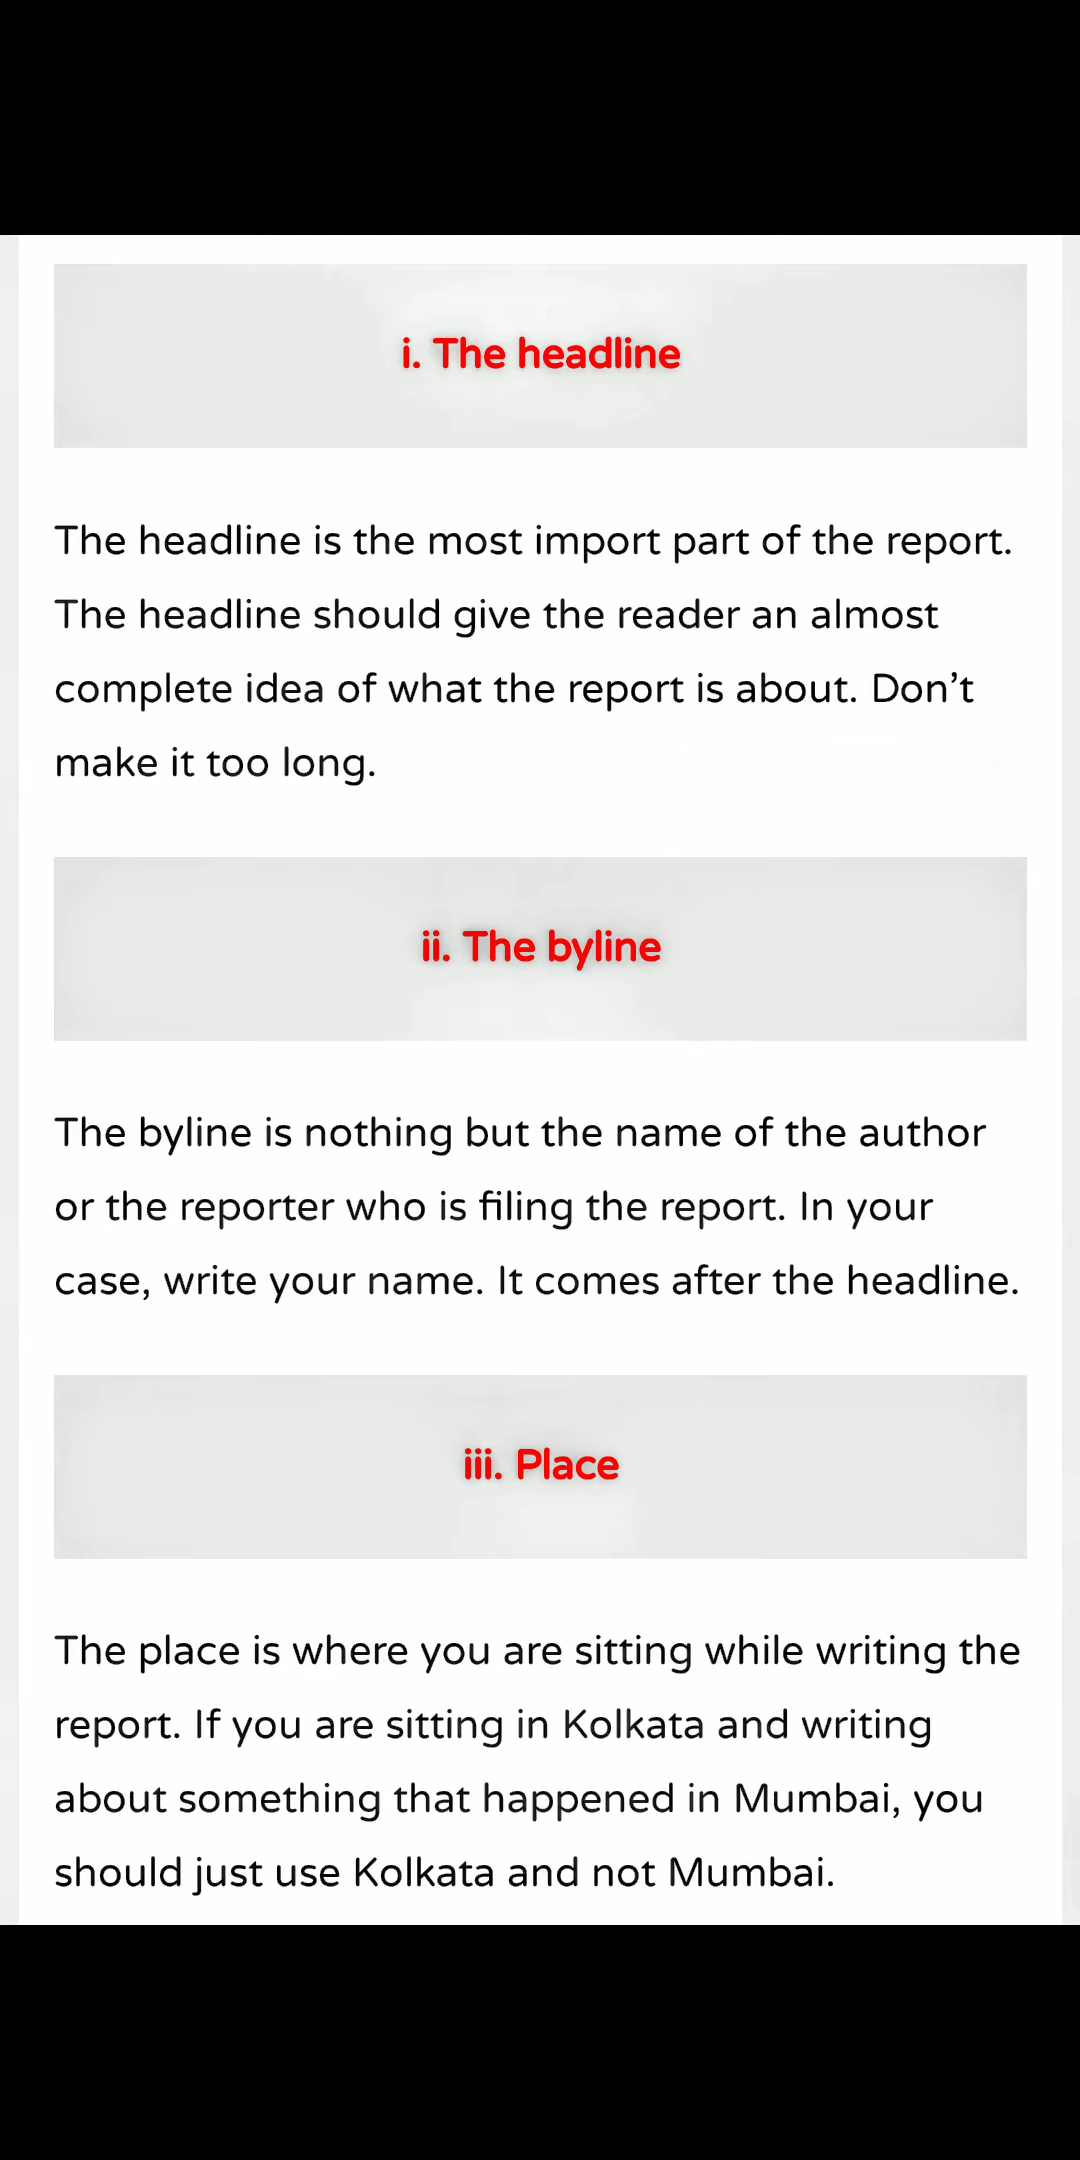 i. The headline
The headline is the most import part of the report.
The headline should give the reader an almost
complete idea of what the report is about. Don’t
make it too long.
ii. The byline
The byline is nothing but the name of the author
or the reporter who is filing the report. In your
case, write your name. It comes after the headline.
iii. Place
The place is where you are sitting while writing the
report. If you are sitting in Kolkata and writing
about something that happened in Mumbai, you
should just use Kolkata and not Mumbai.